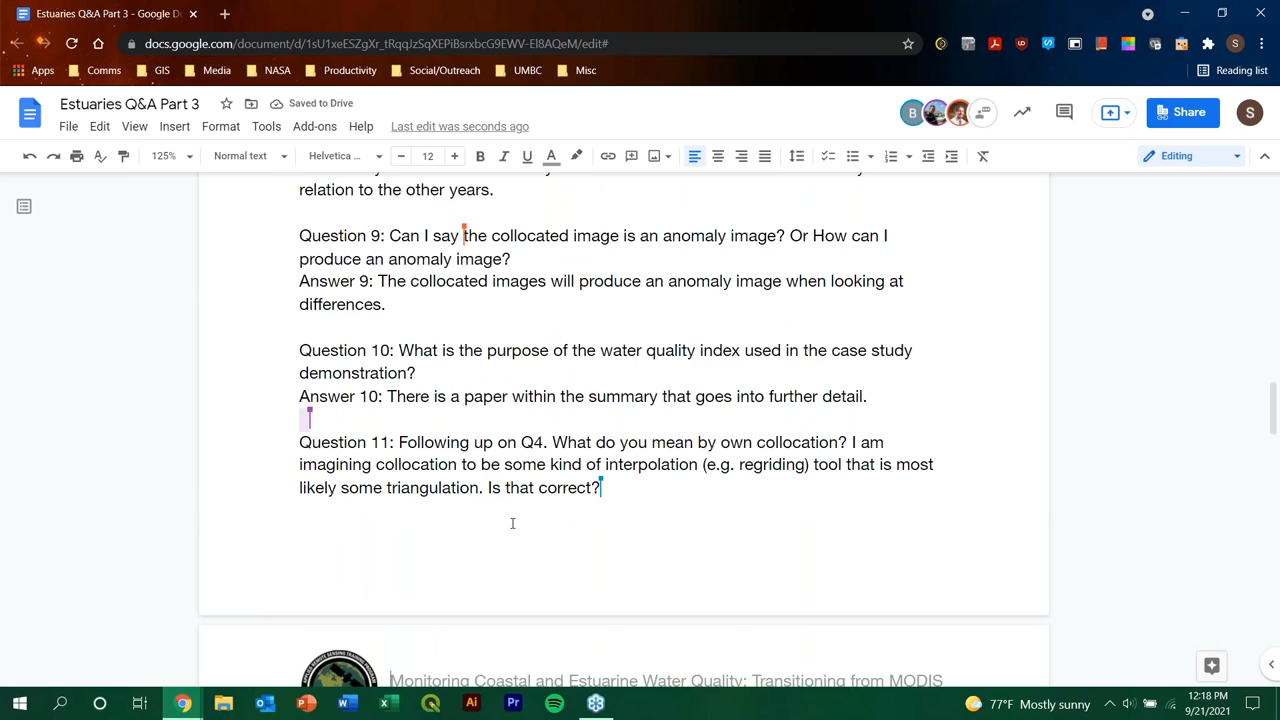 Estuaries Q&A Part 3 - Google D
docs.google.com/document/d/1sU1xeESZgXr_tRqqJzSqXEPiBsrxbcG9EWV-El8AQeM/edit#
S
Apps Comms GIS Media NASA Productivity Social/Outreach UMBC Misc Reading list
Estuaries Q&A Part 3 Saved to Drive
B Share S
File Edit View Insert Format Tools Add-ons Help Last edit was seconds ago
125% Normal text Helvetica ... 12 B I U A Editing
relation to the other years.
Question 9: Can I say the collocated image is an anomaly image? Or How can I
produce an anomaly image?
Answer 9: The collocated images will produce an anomaly image when looking at
differences.
Question 10: What is the purpose of the water quality index used in the case study
demonstration?
Answer 10: There is a paper within the summary that goes into further detail.
Question 11: Following up on Q4. What do you mean by own collocation? I am
imagining collocation to be some kind of interpolation (e.g. regriding) tool that is most
likely some triangulation. Is that correct?
Monitoring Coastal and Estuarine Water Quality: Transitioning from MODIS
77°F Mostly sunny
12:18 PM
9/21/2021